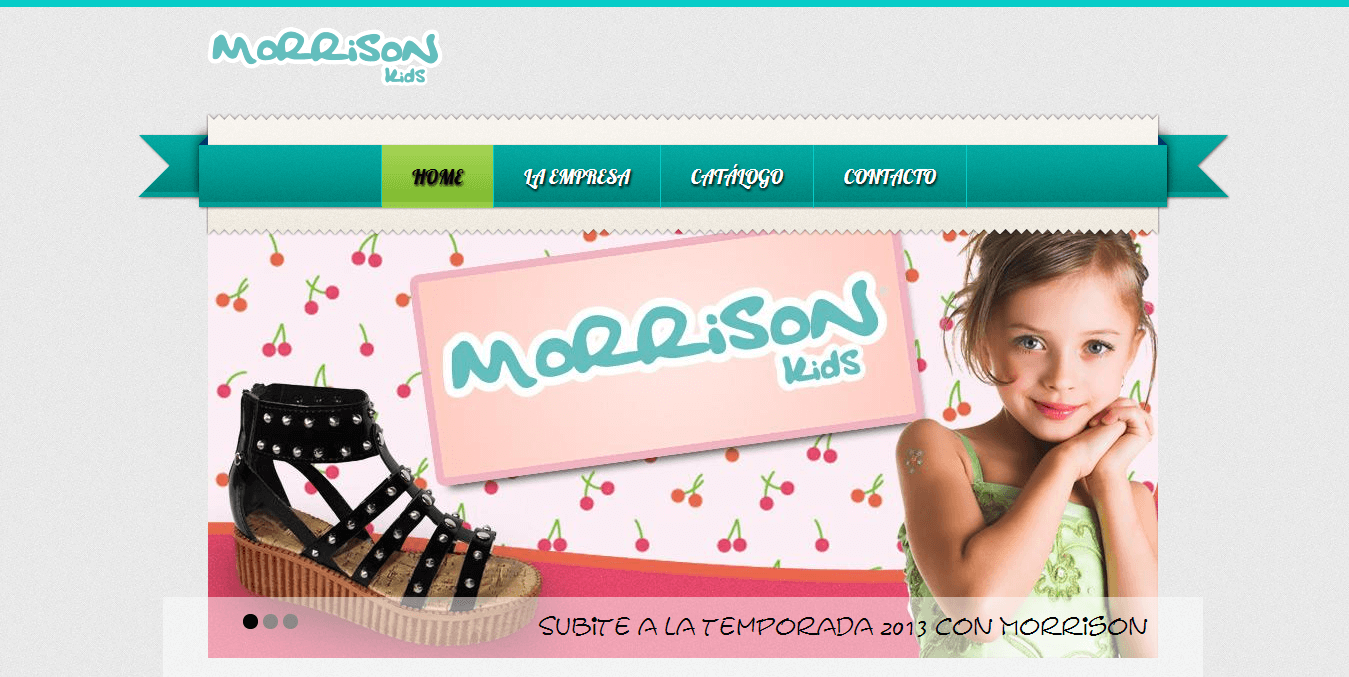 MORRISON
Kids
HOME LA EMPRESA CATÁLOGO CONTACTO
MORRISON
Kids
SUBITE A LA TEMPORADA 2013 CON MORRISON